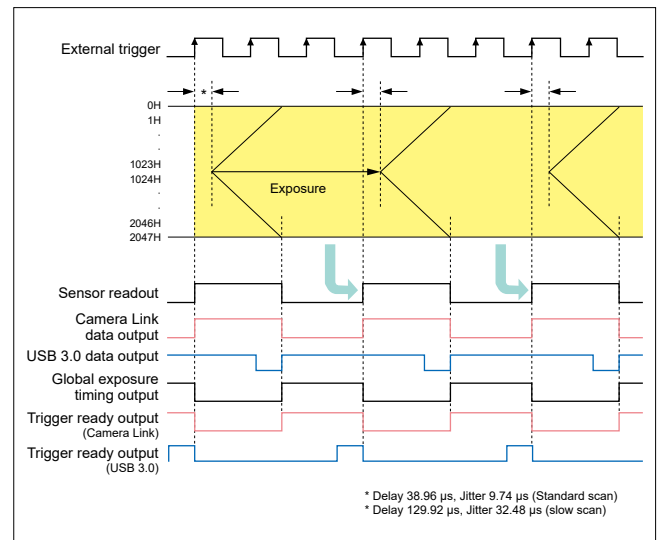 External trigger
*
0H
1H
.
.
1023H
1024H
.
.
2046H
2047H
Exposure
Sensor readout
Camera Link
data output
USB 3.0 data output
Global exposure
timing output
Trigger ready output
(Camera Link)
Trigger ready output
(USB 3.0)
* Delay 38.96 μs, Jitter 9.74 μs (Standard scan)
* Delay 129.92 μs, Jitter 32.48 μs (slow scan)